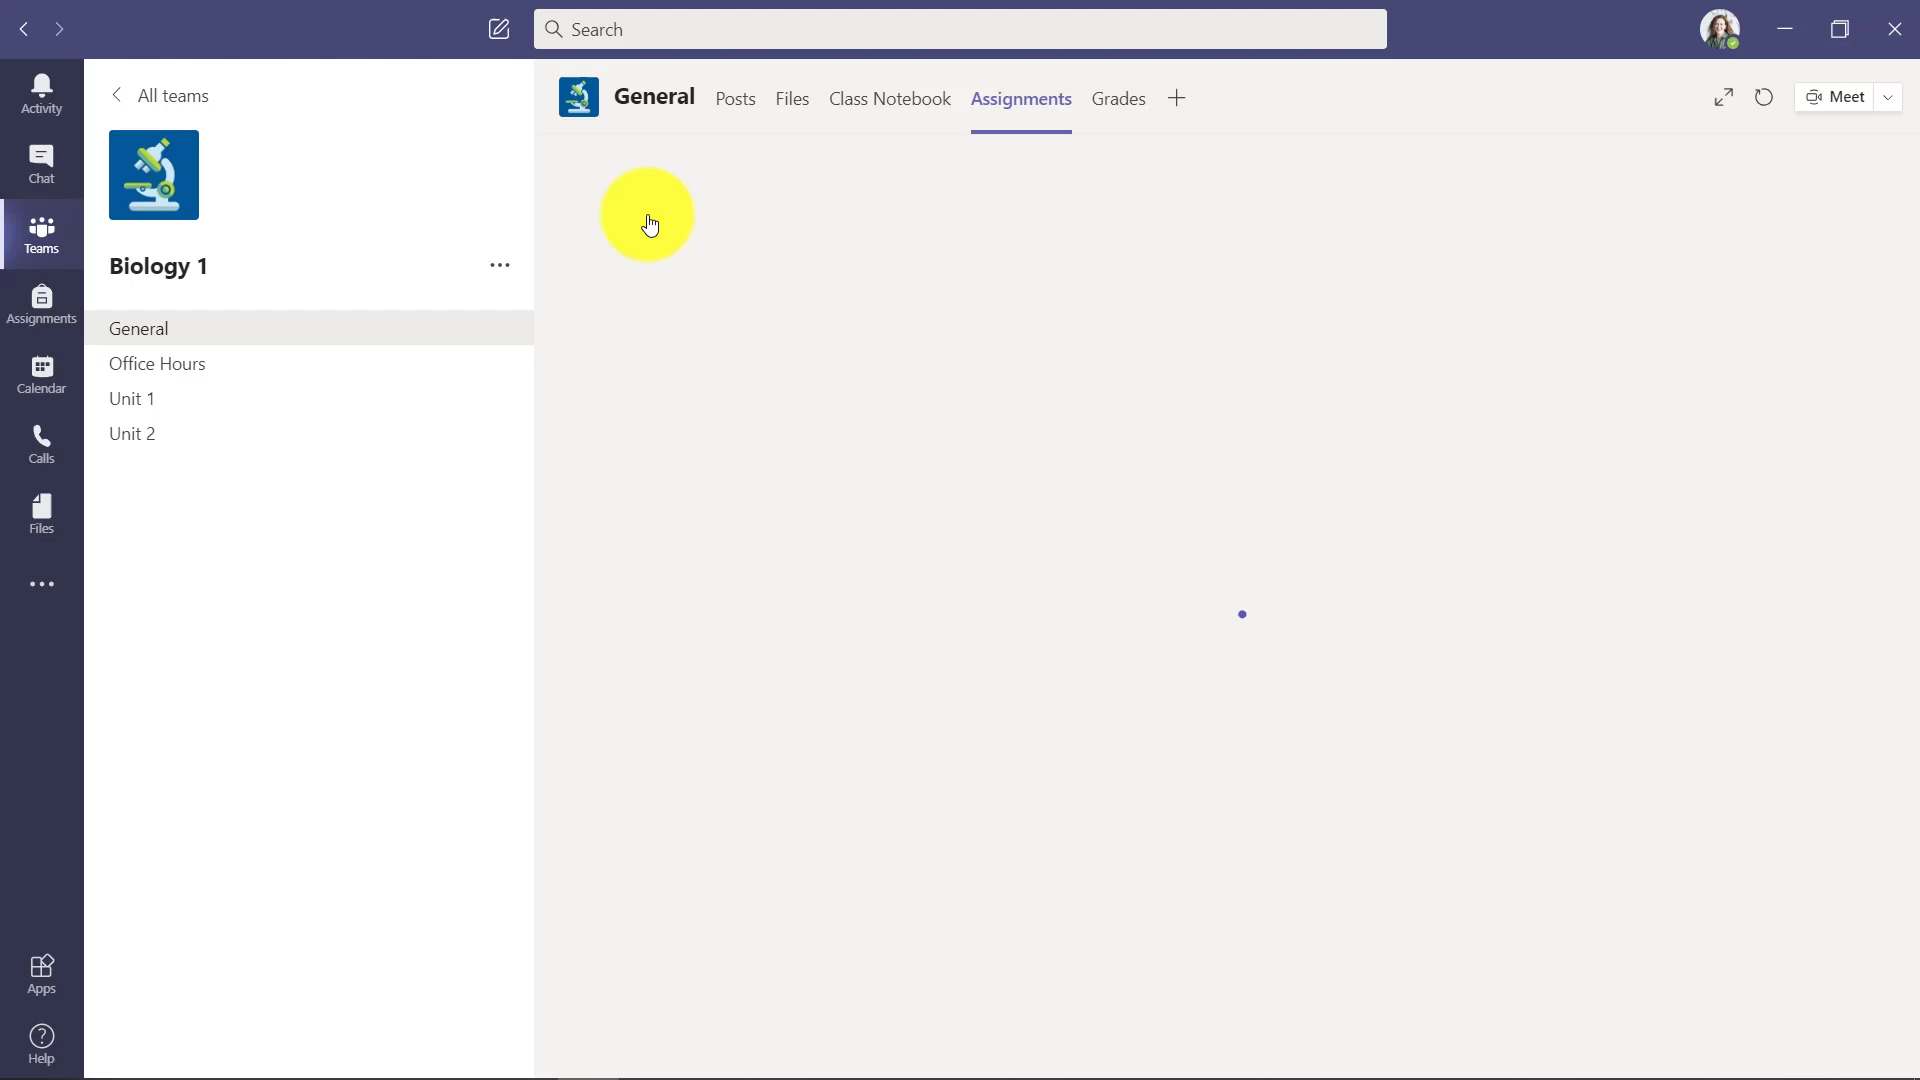 Search
Activity
Chat
Teams
Assignments
Calendar
Calls
Files
Apps
Help
All teams
Biology 1
General
Office Hours
Unit 1
Unit 2
General Posts Files Class Notebook Assignments Grades
Meet